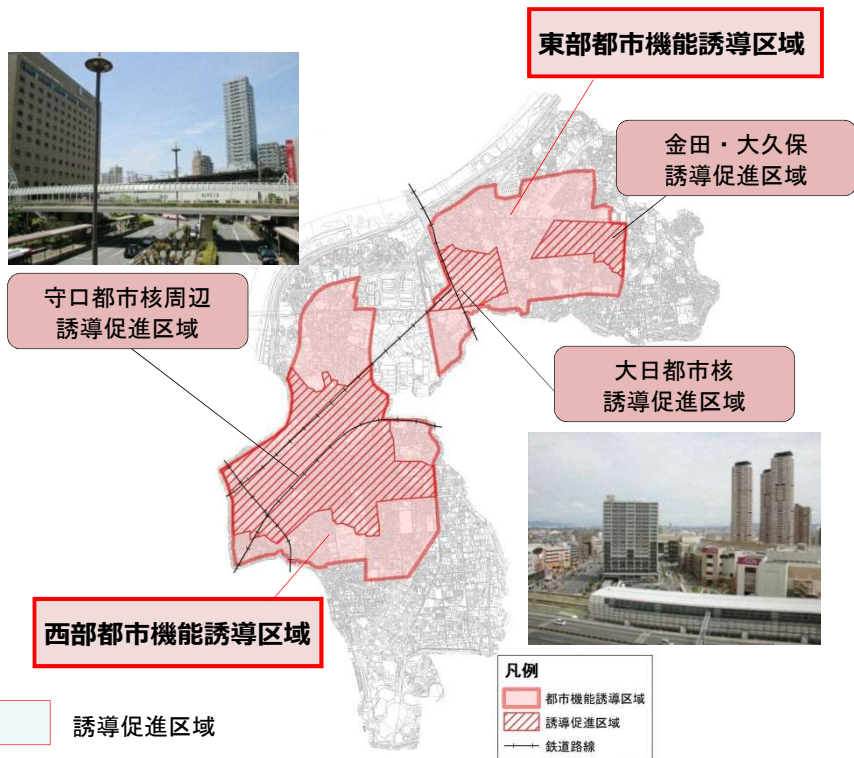 東部都市機能誘導区域
金田・大久保
誘導促進区域
守口都市核周辺
誘導促進区域
大日都市核
誘導促進区域
西部都市機能誘導区域
凡例
都市機能誘導区域
誘導促進区域
鉄道路線
誘導促進区域